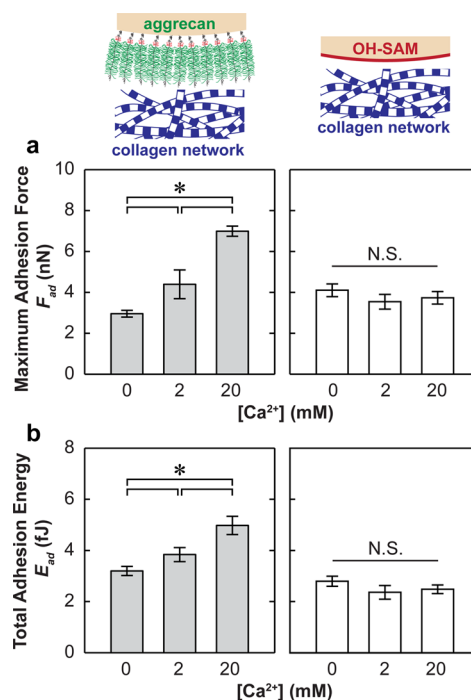 aggrecan
collagen network
OH-SAM
collagen network
a
Maximum Adhesion Force
F_ad (nN)
10
8
6
4
2
0
*
N.S.
0 2 20
0 2 20
[Ca²⁺] (mM)
b
Total Adhesion Energy
E_ad (fJ)
8
6
4
2
0
*
N.S.
0 2 20
0 2 20
[Ca²⁺] (mM)